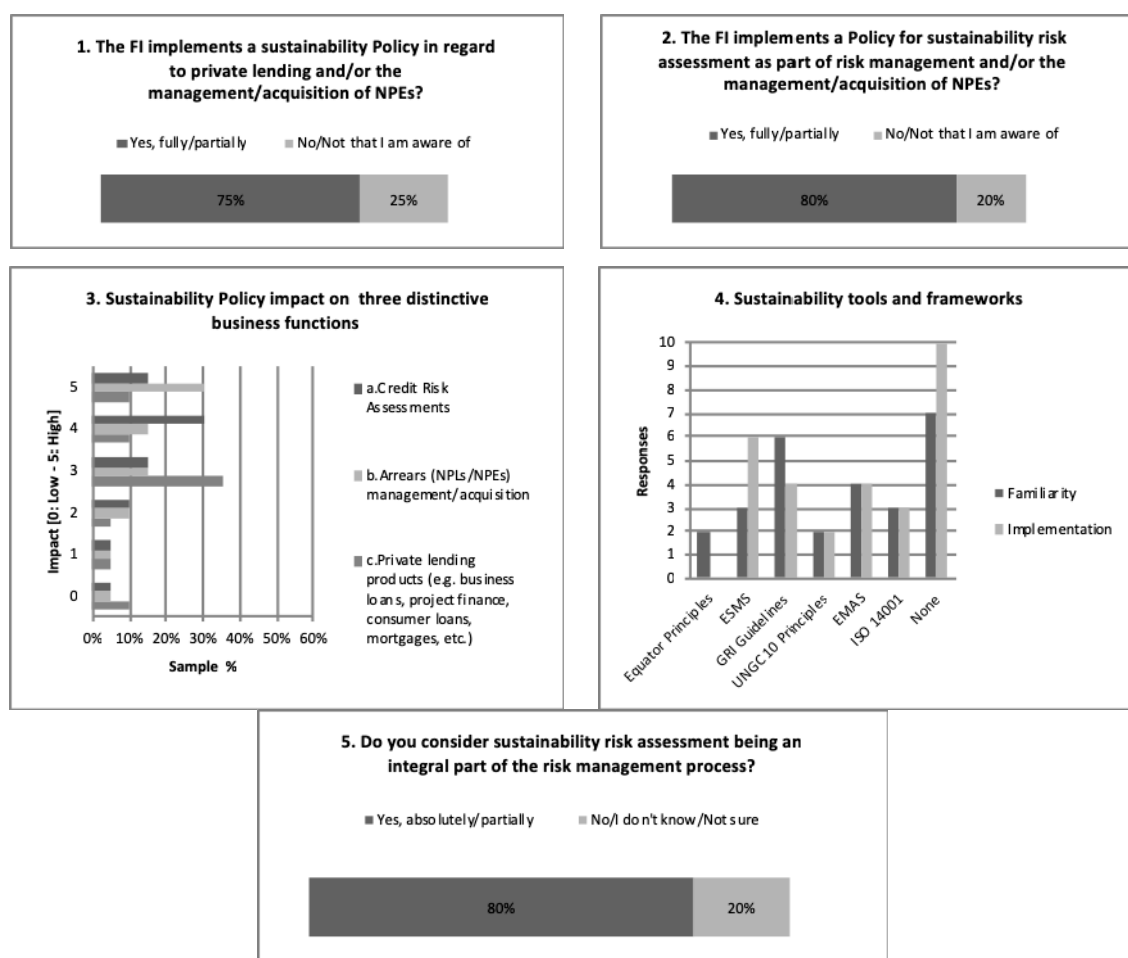 1. The FI implements a sustainability Policy in regard
to private lending and/or the
management/acquisition of NPEs?
Yes, fully/partially
No/Not that I am aware of
75%
25%
2. The FI implements a Policy for sustainability risk
assessment as part of risk management and/or the
management/acquisition of NPEs?
Yes, fully/partially
No/Not that I am aware of
80%
20%
3. Sustainability Policy impact on three distinctive
business functions
Impact [0: Low - 5: High]
5
4
3
2
1
0
0% 10% 20% 30% 40% 50% 60%
Sample %
a.Credit Risk
Assessments
b.Arrears (NPLs/NPEs)
management/acquisition
c.Private lending
products (e.g. business
loans, project finance,
consumer loans,
mortgages, etc.)
4. Sustainability tools and frameworks
Responses
10
9
8
7
6
5
4
3
2
1
0
Equator Principles
ESMS
GRI Guidelines
UNGC10 Principles
EMAS
ISO 14001
None
Familiarity
Implementation
5. Do you consider sustainability risk assessment being an
integral part of the risk management process?
Yes, absolutely/partially
No/I don't know/Not sure
80%
20%